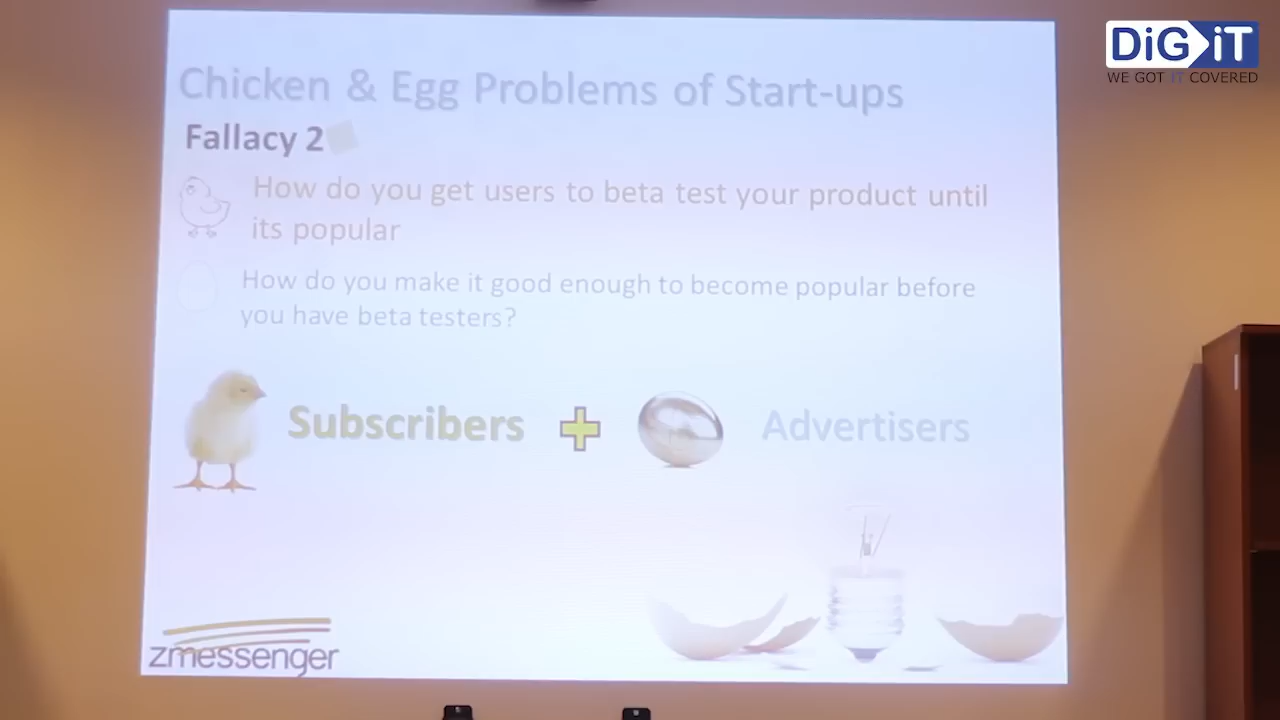 DiGiT
WE GOT IT COVERED
Chicken & Egg Problems of Start-ups
Fallacy 2
How do you get users to beta test your product until
its popular
How do you make it good enough to become popular before
you have beta testers?
Subscribers
Advertisers
zmessenger